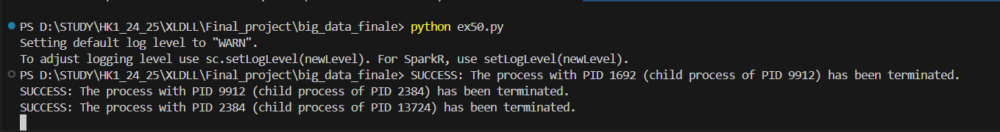 PS D:\STUDY\HK1_24_25\XLDLL\Final_project\big_data_finale> python ex50.py
Setting default log level to "WARN".
To adjust logging level use sc.setLogLevel(newLevel). For SparkR, use setLogLevel(newLevel).
PS D:\STUDY\HK1_24_25\XLDLL\Final_project\big_data_finale> SUCCESS: The process with PID 1692 (child process of PID 9912) has been terminated.
SUCCESS: The process with PID 9912 (child process of PID 2384) has been terminated.
SUCCESS: The process with PID 2384 (child process of PID 13724) has been terminated.